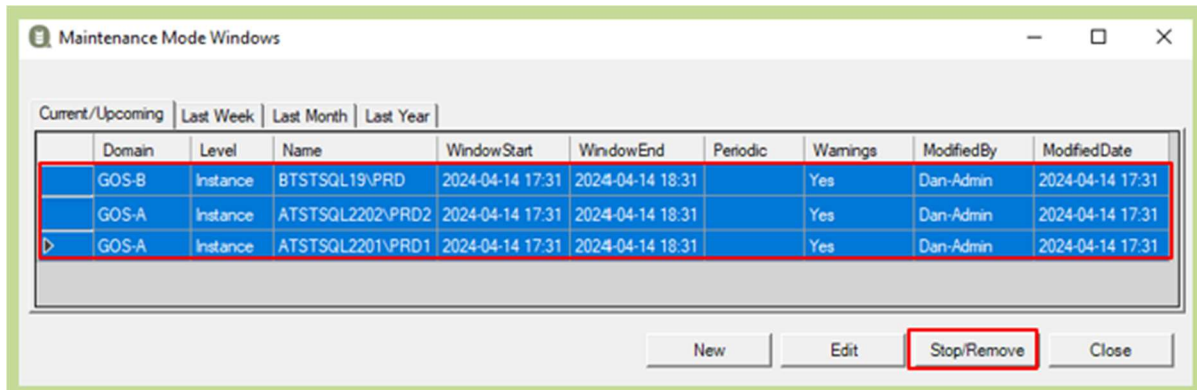 Maintenance Mode Windows
Current/Upcoming Last Week Last Month Last Year
Domain Level Name WindowStart WindowEnd Periodic Warnings ModifiedBy ModifiedDate
GOS-B Instance BTSTSQL19\PRD 2024-04-14 17:31 2024-04-14 18:31 Yes Dan-Admin 2024-04-14 17:31
GOS-A Instance ATSTSQL2202\PRD2 2024-04-14 17:31 2024-04-14 18:31 Yes Dan-Admin 2024-04-14 17:31
GOS-A Instance ATSTSQL2201\PRD1 2024-04-14 17:31 2024-04-14 18:31 Yes Dan-Admin 2024-04-14 17:31
New Edit Stop/Remove Close